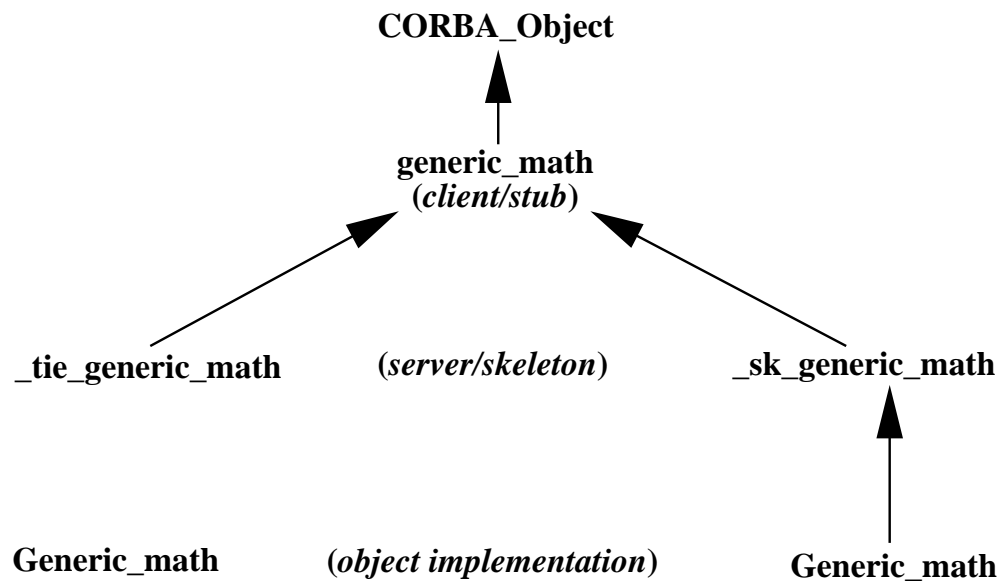 CORBA_Object
generic_math
(client/stub)
_tie_generic_math (server/skeleton) _sk_generic_math
Generic_math (object implementation) Generic_math